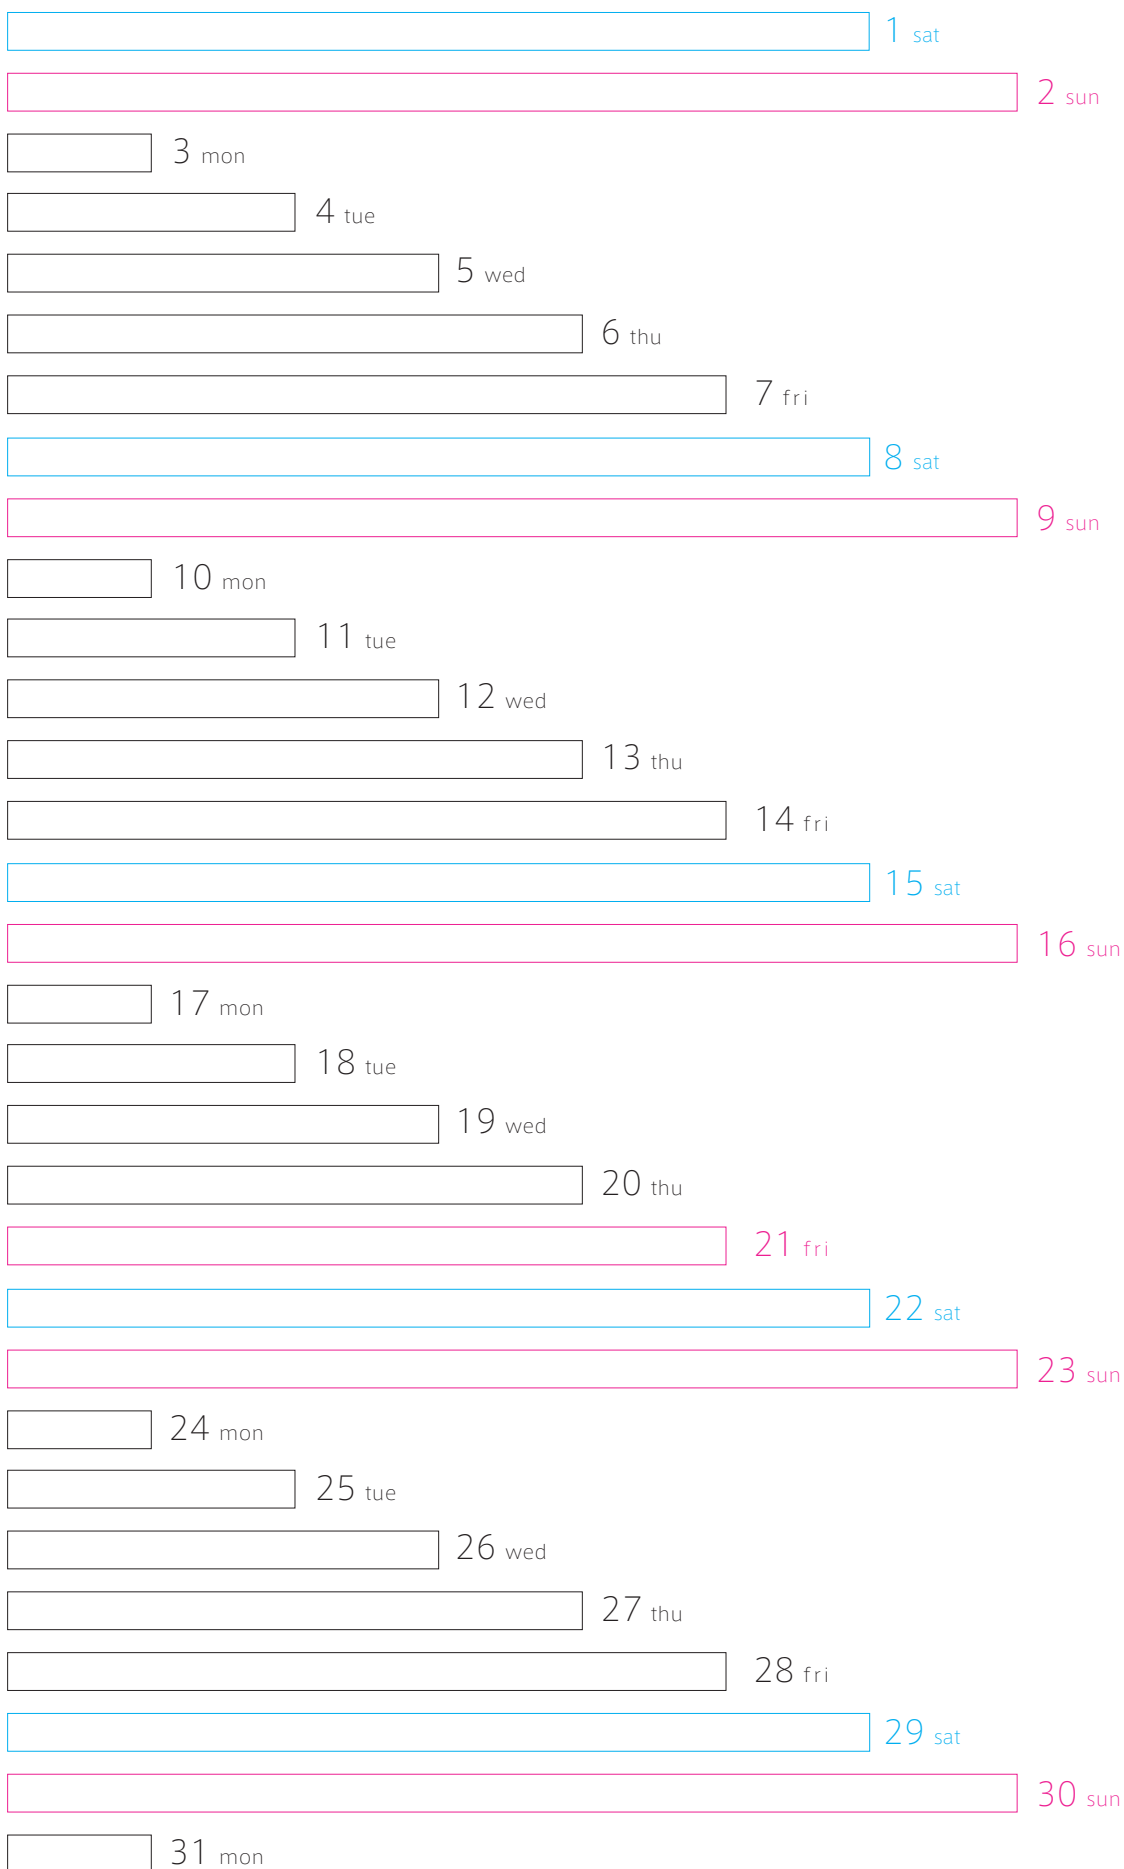 1 sat
2 sun
3 mon
4 tue
5 wed
6 thu
7 fri
8 sat
9 sun
10 mon
11 tue
12 wed
13 thu
14 fri
15 sat
16 sun
17 mon
18 tue
19 wed
20 thu
21 fri
22 sat
23 sun
24 mon
25 tue
26 wed
27 thu
28 fri
29 sat
30 sun
31 mon